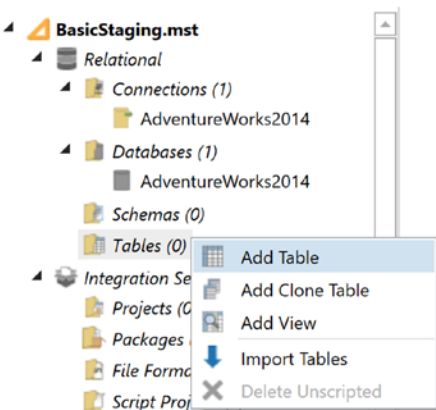 BasicStaging.mst
Relational
Connections (1)
AdventureWorks2014
Databases (1)
AdventureWorks2014
Schemas (0)
Tables (0)
Add Table
Integration Se
Add Clone Table
Projects (0
Add View
Packages
Import Tables
File Forma
Delete Unscripted
Script Proj